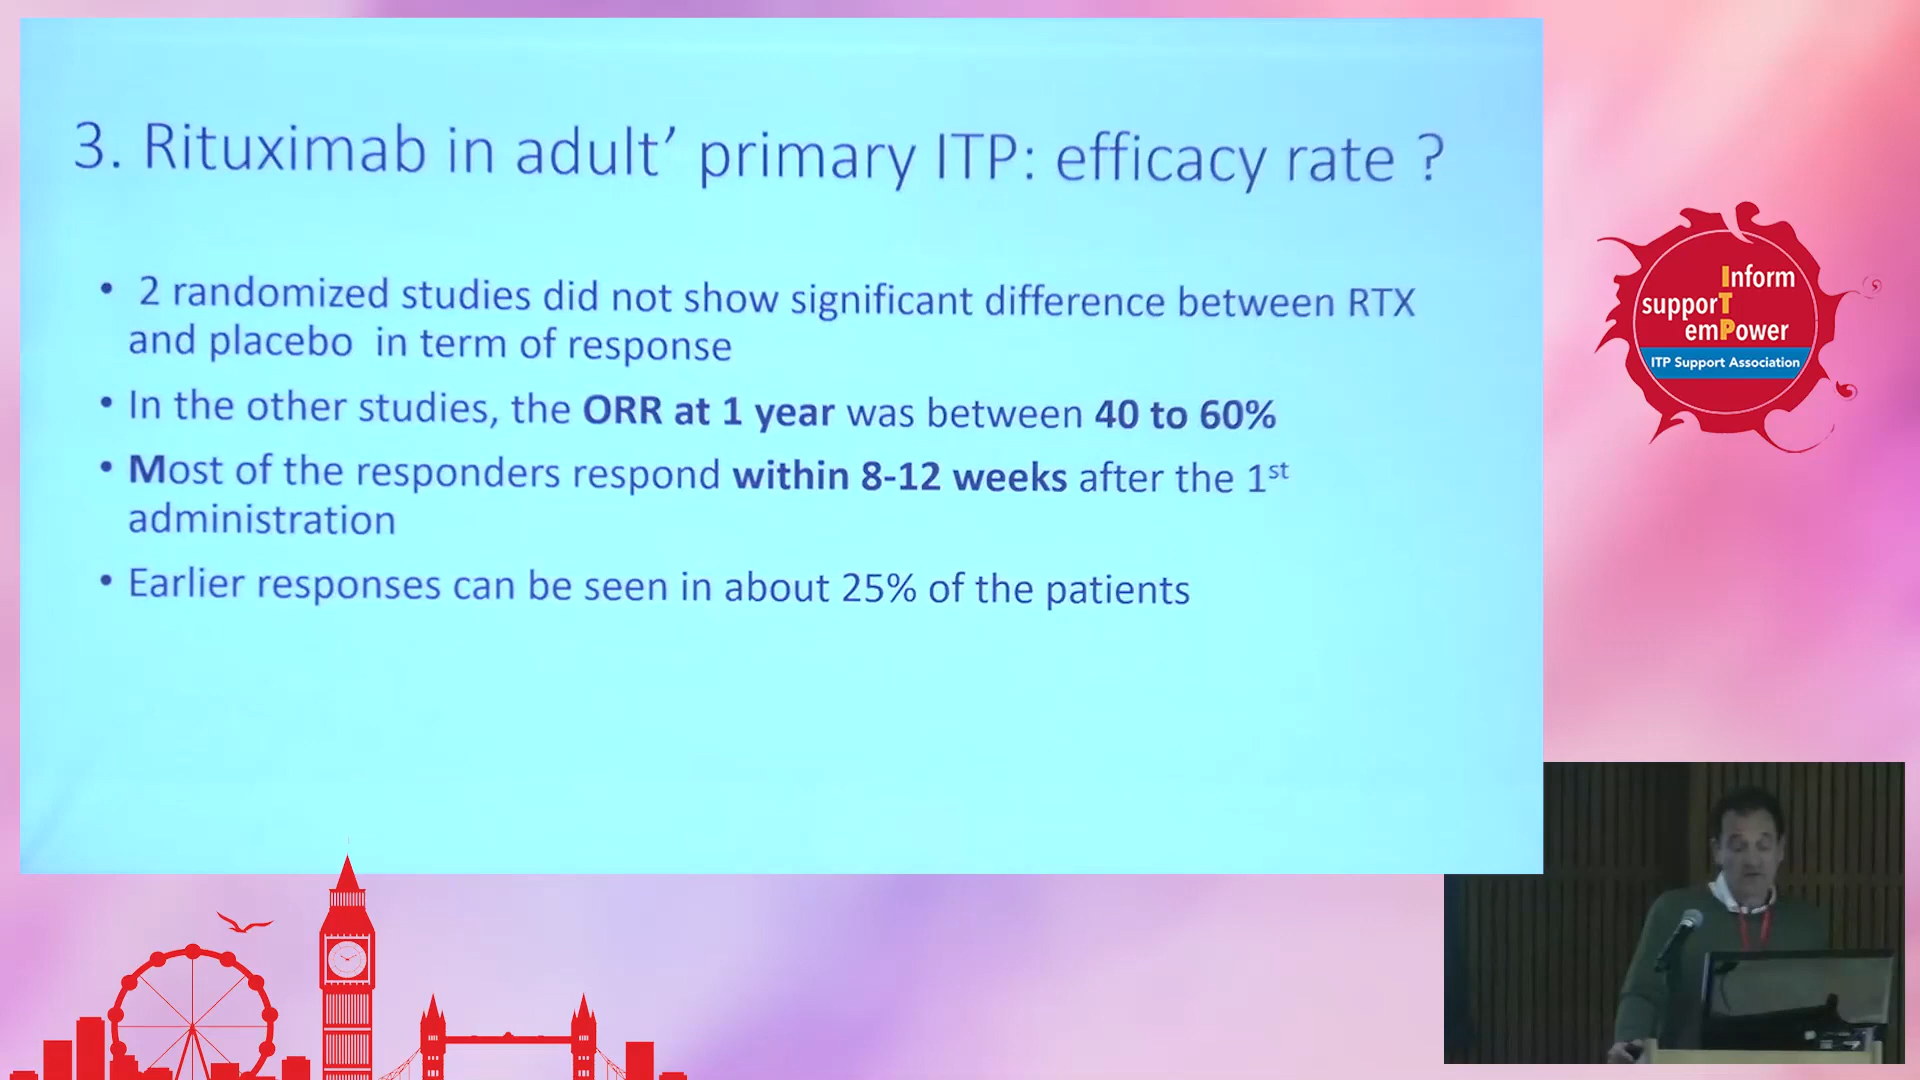 3. Rituximab in adult’ primary ITP: efficacy rate ?
• 2 randomized studies did not show significant difference between RTX
and placebo in term of response
• In the other studies, the ORR at 1 year was between 40 to 60%
• Most of the responders respond within 8-12 weeks after the 1st
administration
• Earlier responses can be seen in about 25% of the patients
Inform
supporT
emPower
ITP Support Association